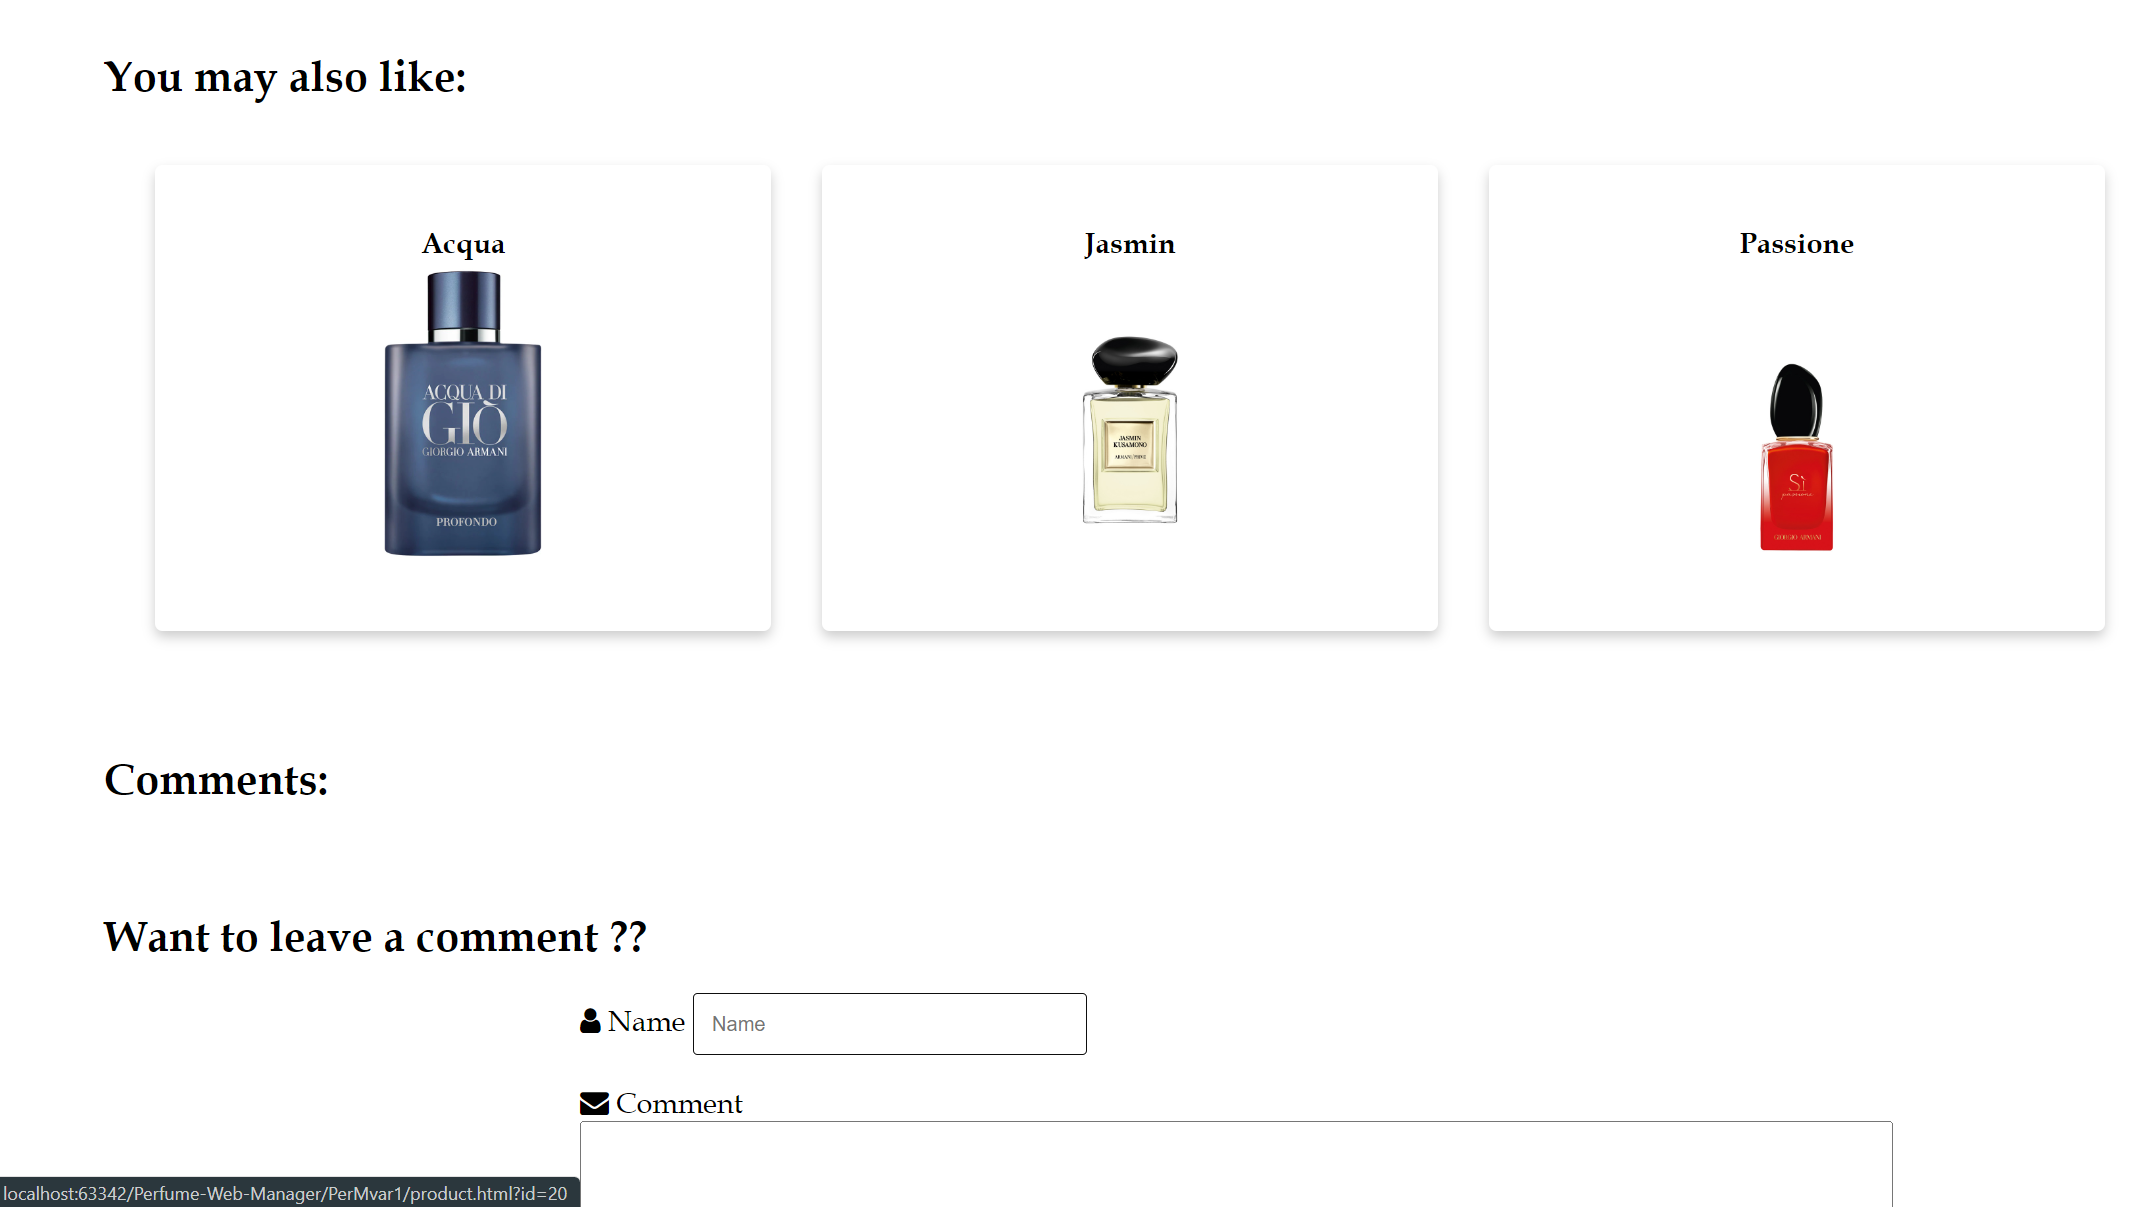 You may also like:
Acqua
Jasmin
Passione
ACQUA DI
GIÒ
GIORGIO ARMANI
PROFONDO
JASMIN
KUSAMONO
ARMANI/PRIVÉ
Sì
passione
GIORGIO ARMANI
Comments:
Want to leave a comment ??
Name
Name
Comment
localhost:63342/Perfume-Web-Manager/PerMvar1/product.html?id=20